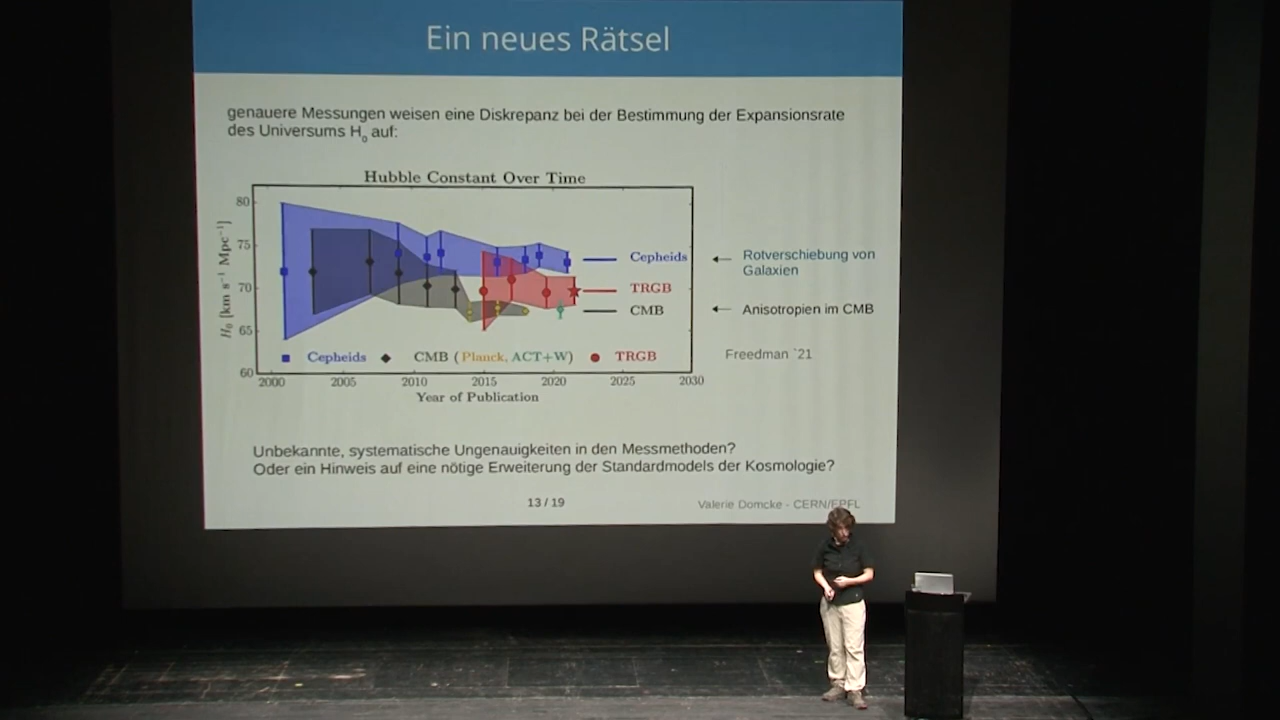 Ein neues Rätsel
genauere Messungen weisen eine Diskrepanz bei der Bestimmung der Expansionsrate
des Universums H₀ auf:
Hubble Constant Over Time
80
75
70
65
60
H₀ [km s⁻¹ Mpc⁻¹]
Cepheids
TRGB
CMB
Cepheids CMB (Planck, ACT+W) TRGB
2000 2005 2010 2015 2020 2025 2030
Year of Publication
Rotverschiebung von
Galaxien
Anisotropien im CMB
Freedman `21
Unbekannte, systematische Ungenauigkeiten in den Messmethoden?
Oder ein Hinweis auf eine nötige Erweiterung der Standardmodels der Kosmologie?
13 / 19
Valerie Domcke - CERN/EPFL